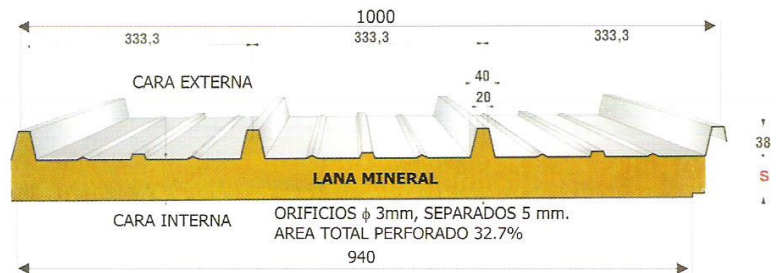 1000
333,3 333,3 333,3
CARA EXTERNA
40
20
38
LANA MINERAL
S
CARA INTERNA
ORIFICIOS ϕ 3mm, SEPARADOS 5 mm.
AREA TOTAL PERFORADO 32.7%
940